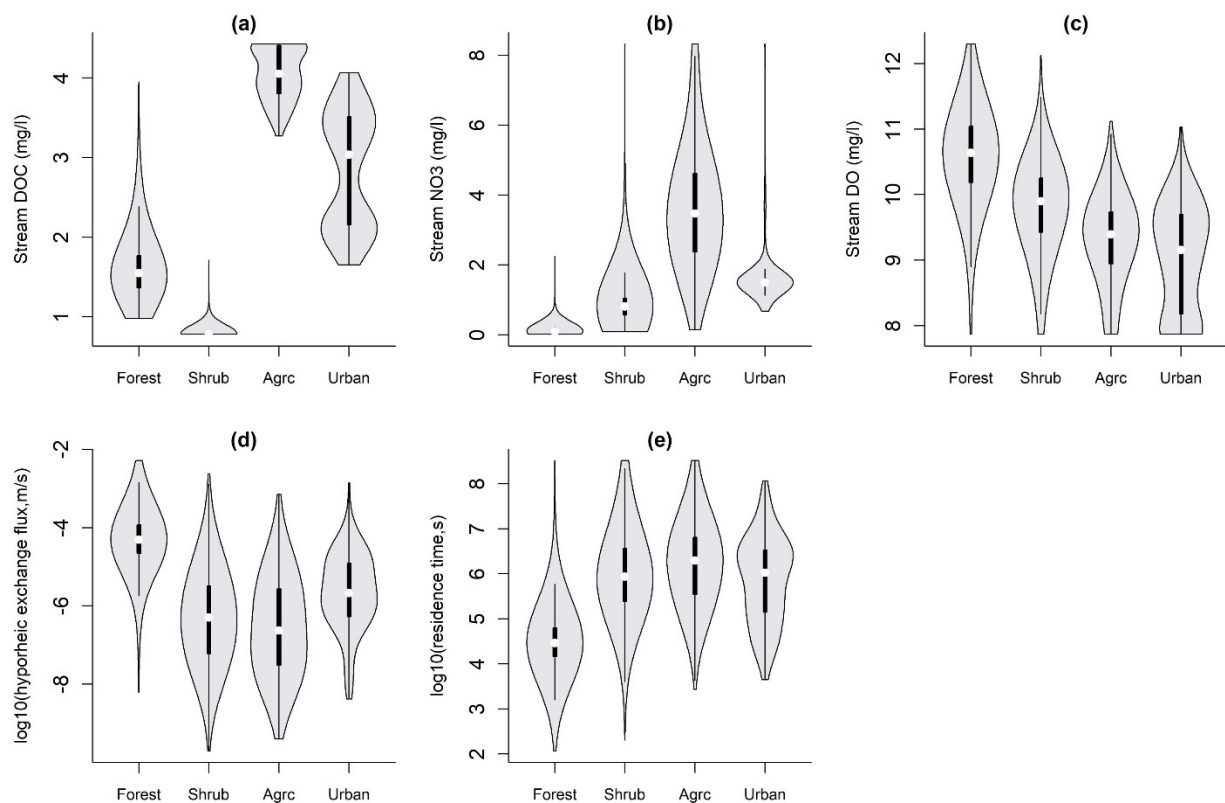 (a)
Stream DOC (mg/l)
4
3
2
1
Forest Shrub Agrc Urban
(b)
Stream NO3 (mg/l)
8
6
4
2
0
Forest Shrub Agrc Urban
(c)
Stream DO (mg/l)
12
11
10
9
8
Forest Shrub Agrc Urban
(d)
log10(hyporheic exchange flux,m/s)
-2
-4
-6
-8
Forest Shrub Agrc Urban
(e)
log10(residence time,s)
8
7
6
5
4
3
2
Forest Shrub Agrc Urban